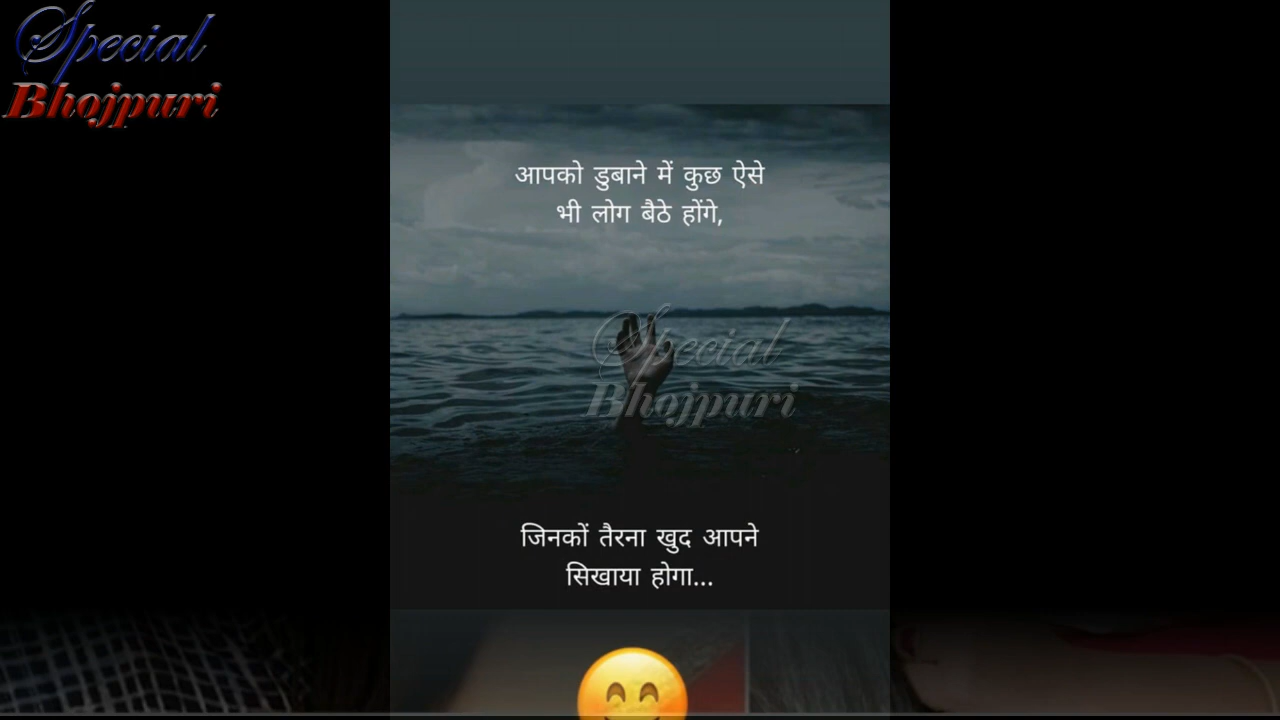 Special
Bhojpuri
आपको डुबाने में कुछ ऐसे
भी लोग बैठे होंगे,
Special
Bhojpuri
जिनकों तैरना खुद आपने
सिखाया होगा...